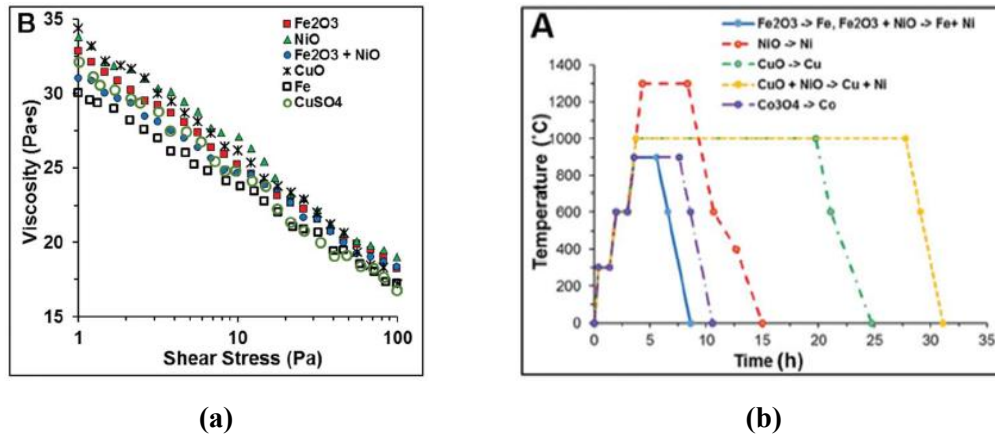 B
Fe2O3
NiO
Fe2O3 + NiO
CuO
Fe
CuSO4
35
30
25
20
15
Viscosity (Pa•s)
1
10
100
Shear Stress (Pa)
(a)
A
Fe2O3 -> Fe, Fe2O3 + NiO -> Fe+ Ni
NiO -> Ni
CuO -> Cu
CuO + NiO -> Cu + Ni
Co3O4 -> Co
1400
1200
1000
800
600
400
200
0
Temperature (˚C)
0
5
10
15
20
25
30
35
Time (h)
(b)